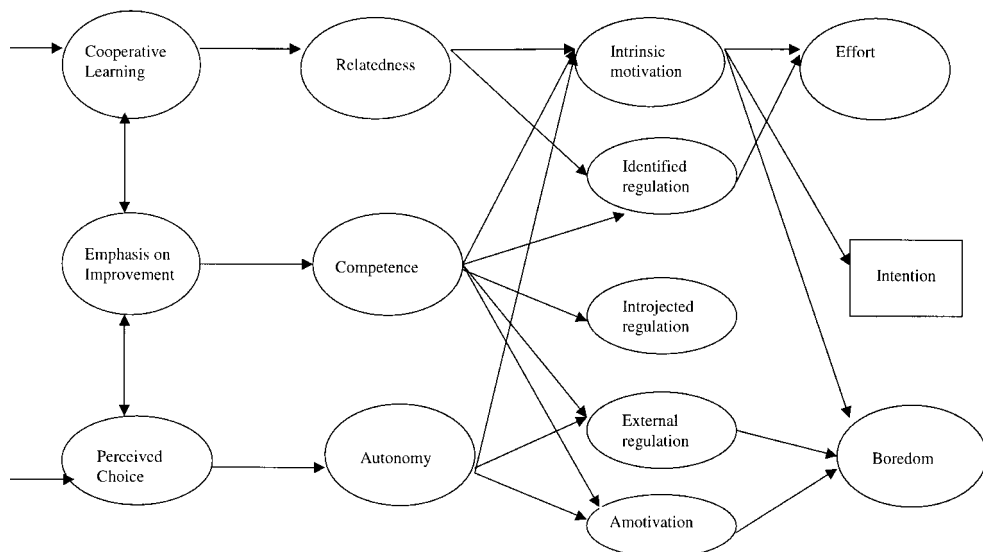 Cooperative
Learning
Relatedness
Intrinsic
motivation
Effort
Identified
regulation
Emphasis on
Improvement
Competence
Intention
Introjected
regulation
External
regulation
Perceived
Choice
Autonomy
Boredom
Amotivation